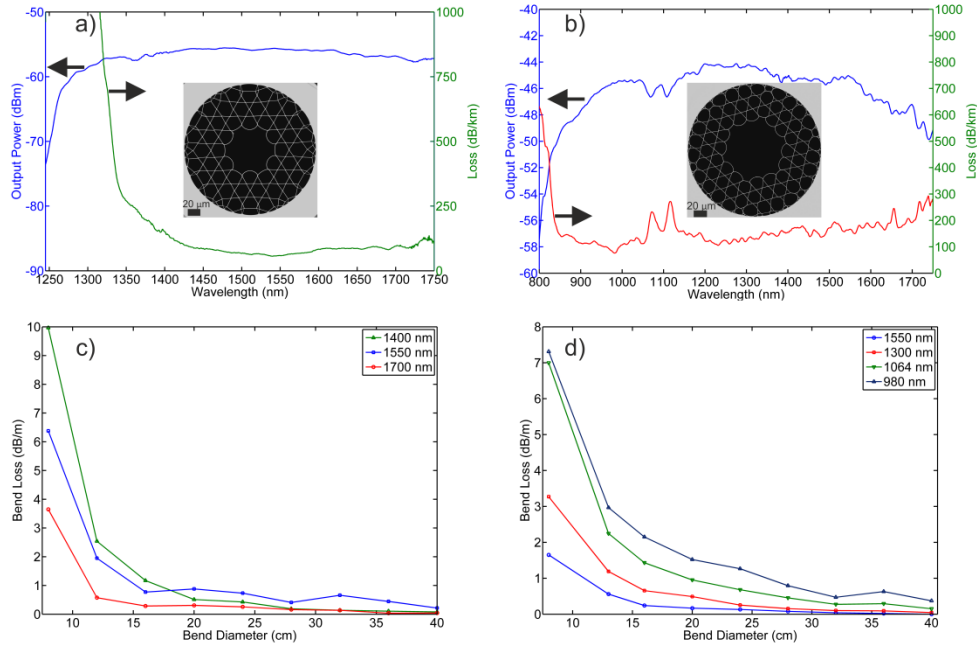 a)
-50
-60
-70
-80
-90
Output Power (dBm)
1000
750
500
250
0
Loss (dB/km)
20 µm
1250 1300 1350 1400 1450 1500 1550 1600 1650 1700 1750
Wavelength (nm)
b)
-40
-42
-44
-46
-48
-50
-52
-54
-56
-58
-60
Output Power (dBm)
1000
900
800
700
600
500
400
300
200
100
0
Loss (dB/km)
20 µm
800 900 1000 1100 1200 1300 1400 1500 1600 1700
Wavelength (nm)
c)
1400 nm
1550 nm
1700 nm
10
9
8
7
6
5
4
3
2
1
0
Bend Loss (dB/m)
10 15 20 25 30 35 40
Bend Diameter (cm)
d)
1550 nm
1300 nm
1064 nm
980 nm
8
7
6
5
4
3
2
1
0
Bend Loss (dB/m)
10 15 20 25 30 35 40
Bend Diameter (cm)